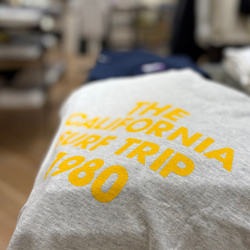 THE
CALIFORNIA
SURF TRIP
1980